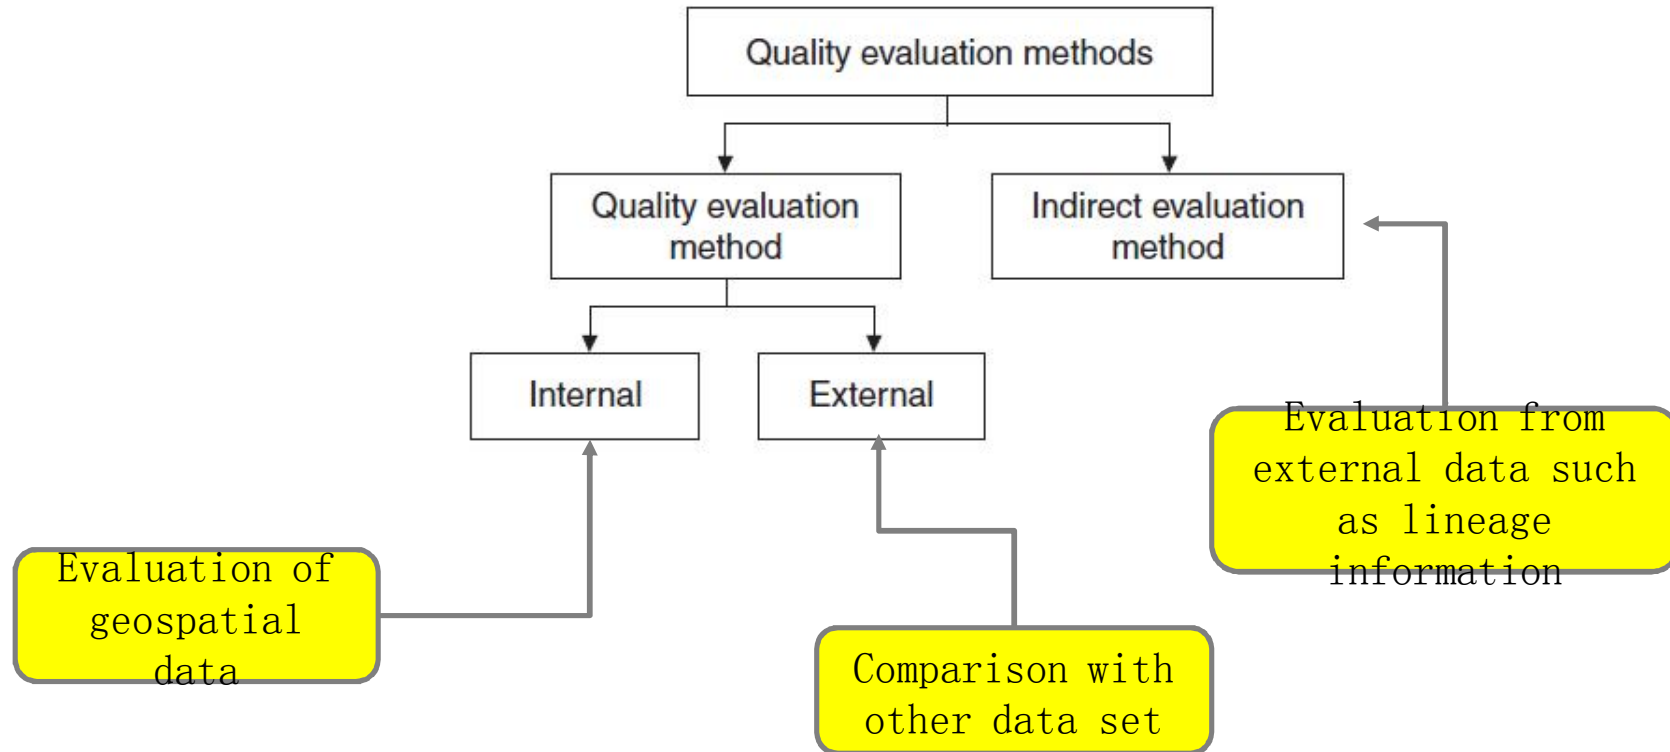 Quality evaluation methods
Quality evaluation
method
Indirect evaluation
method
Internal
External
Evaluation from
external data such
as lineage
information
Evaluation of
geospatial
data
Comparison with
other data set